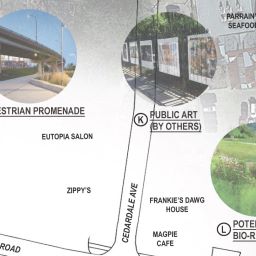 PARRAIN'
SEAFOO
ESTRIAN PROMENADE
K
PUBLIC ART
(BY OTHERS)
EUTOPIA SALON
ZIPPY'S
CEDARDALE AVE
FRANKIE'S DAWG
HOUSE
MAGPIE
CAFE
L
POTE
BIO-R
ROAD